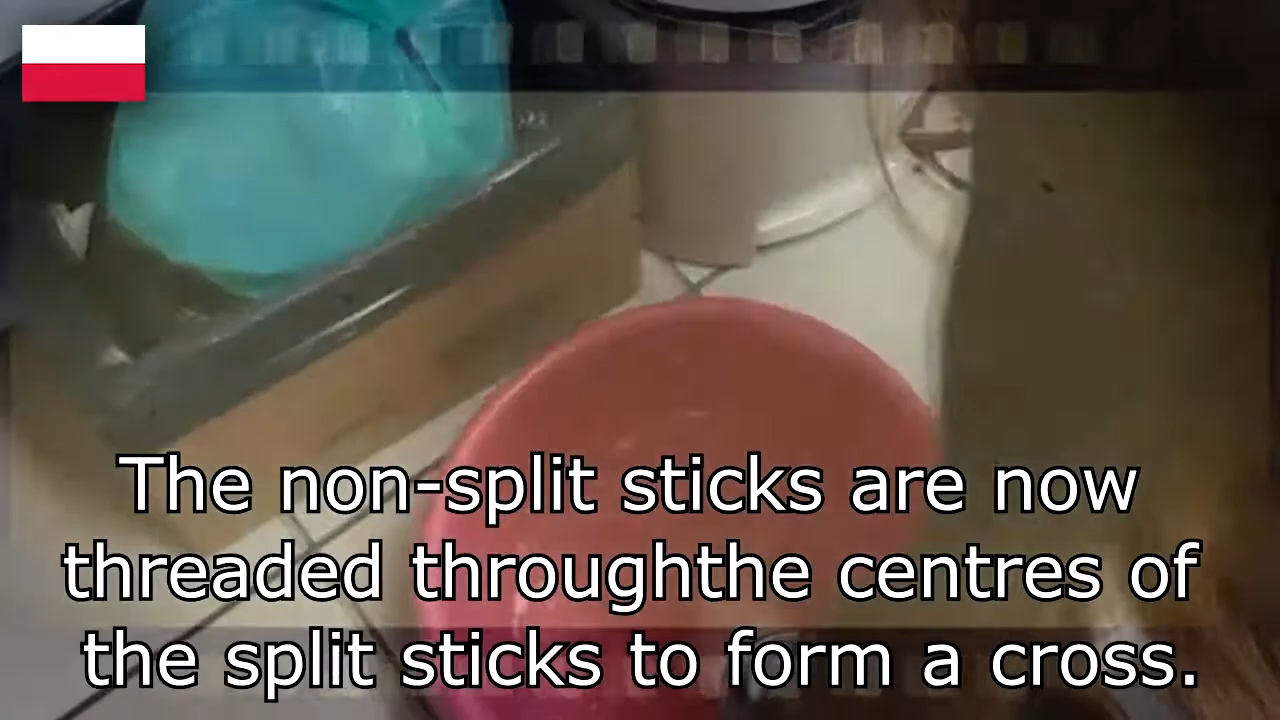 The non-split sticks are now
threaded throughthe centres of
the split sticks to form a cross.